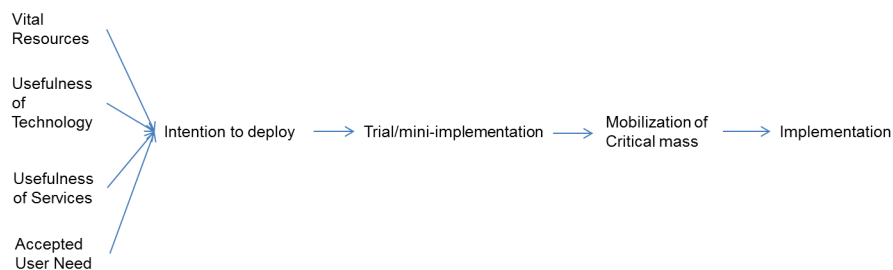 Vital
Resources
Usefulness
of
Technology
Usefulness
of Services
Accepted
User Need
Intention to deploy
Trial/mini-implementation
Mobilization of
Critical mass
Implementation